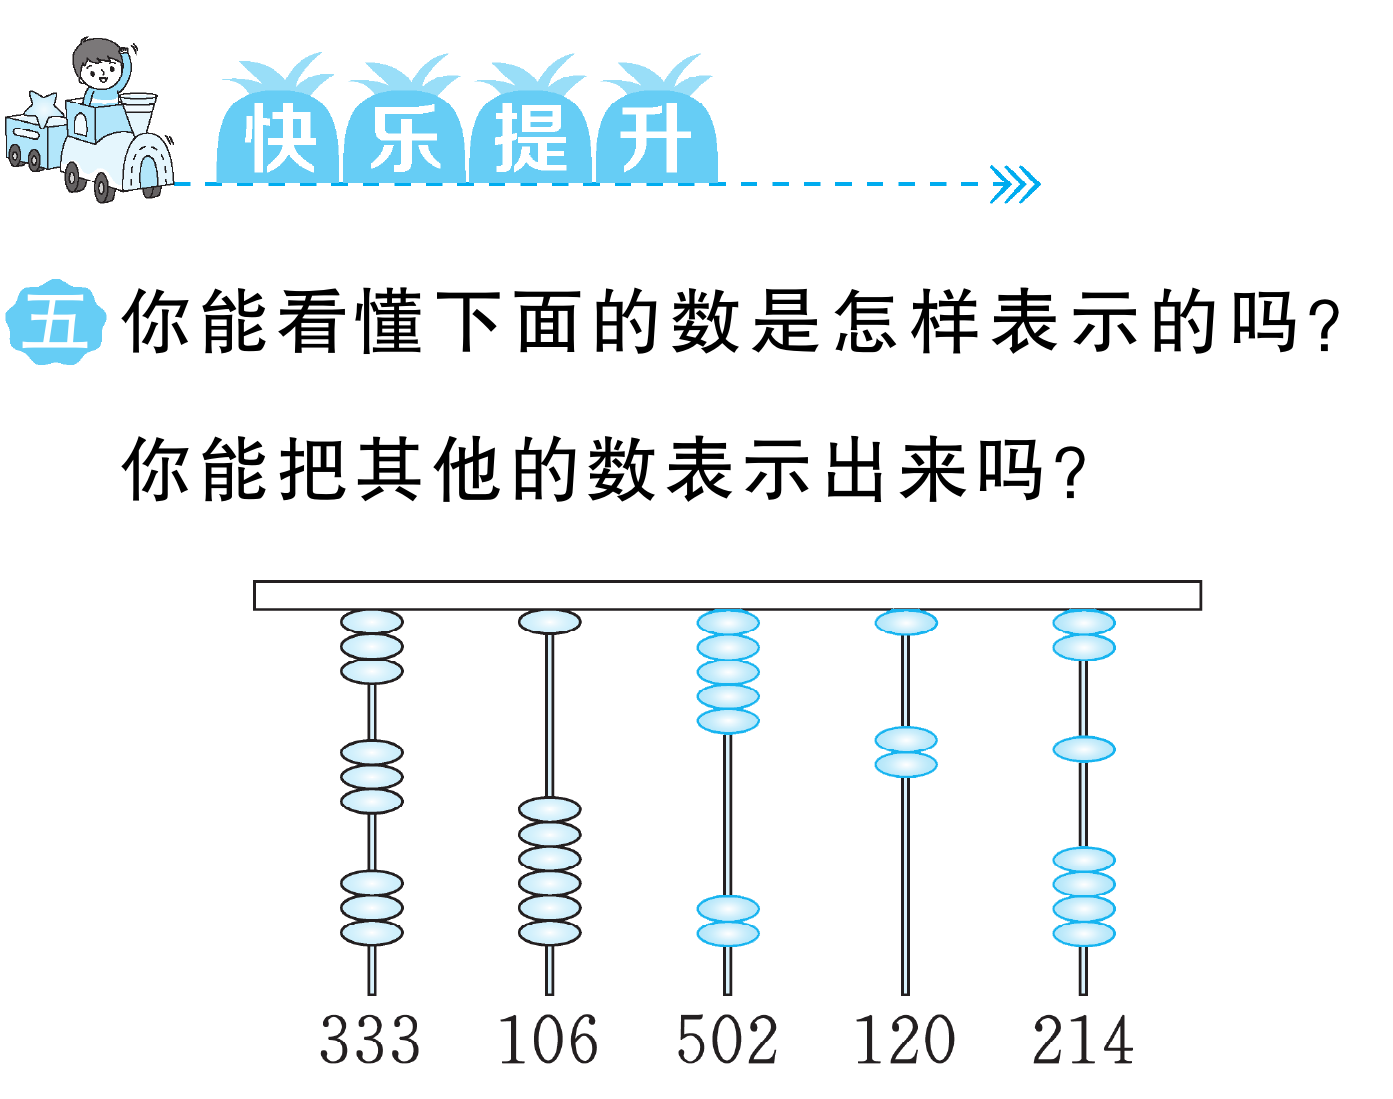 快乐提升
五 你能看懂下面的数是怎样表示的吗?
你能把其他的数表示出来吗?
333 106 502 120 214